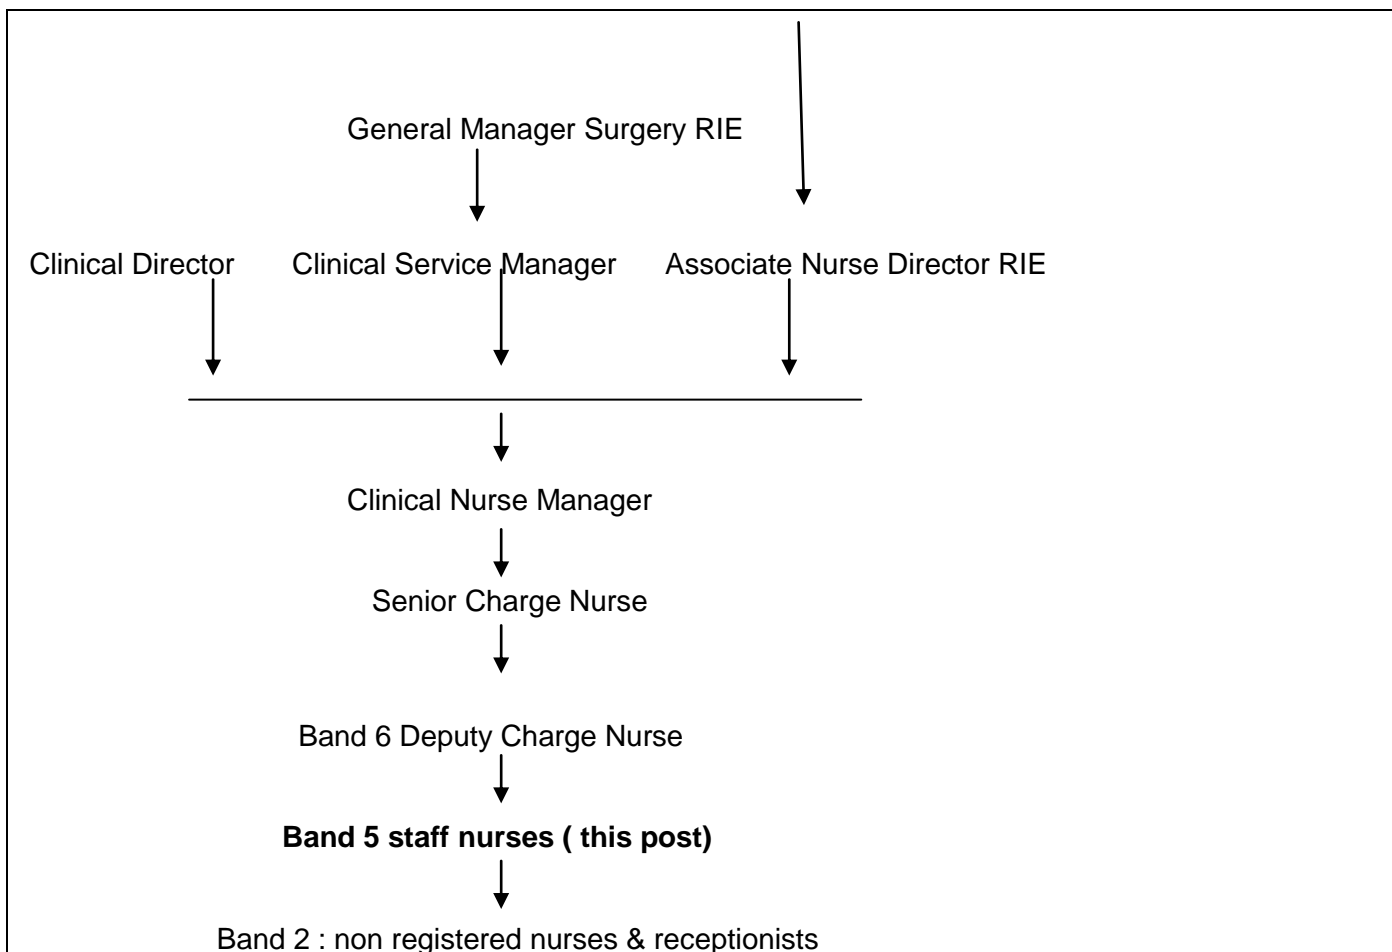 General Manager Surgery RIE
Clinical Director Clinical Service Manager Associate Nurse Director RIE
Clinical Nurse Manager
Senior Charge Nurse
Band 6 Deputy Charge Nurse
Band 5 staff nurses ( this post)
Band 2 : non registered nurses & receptionists